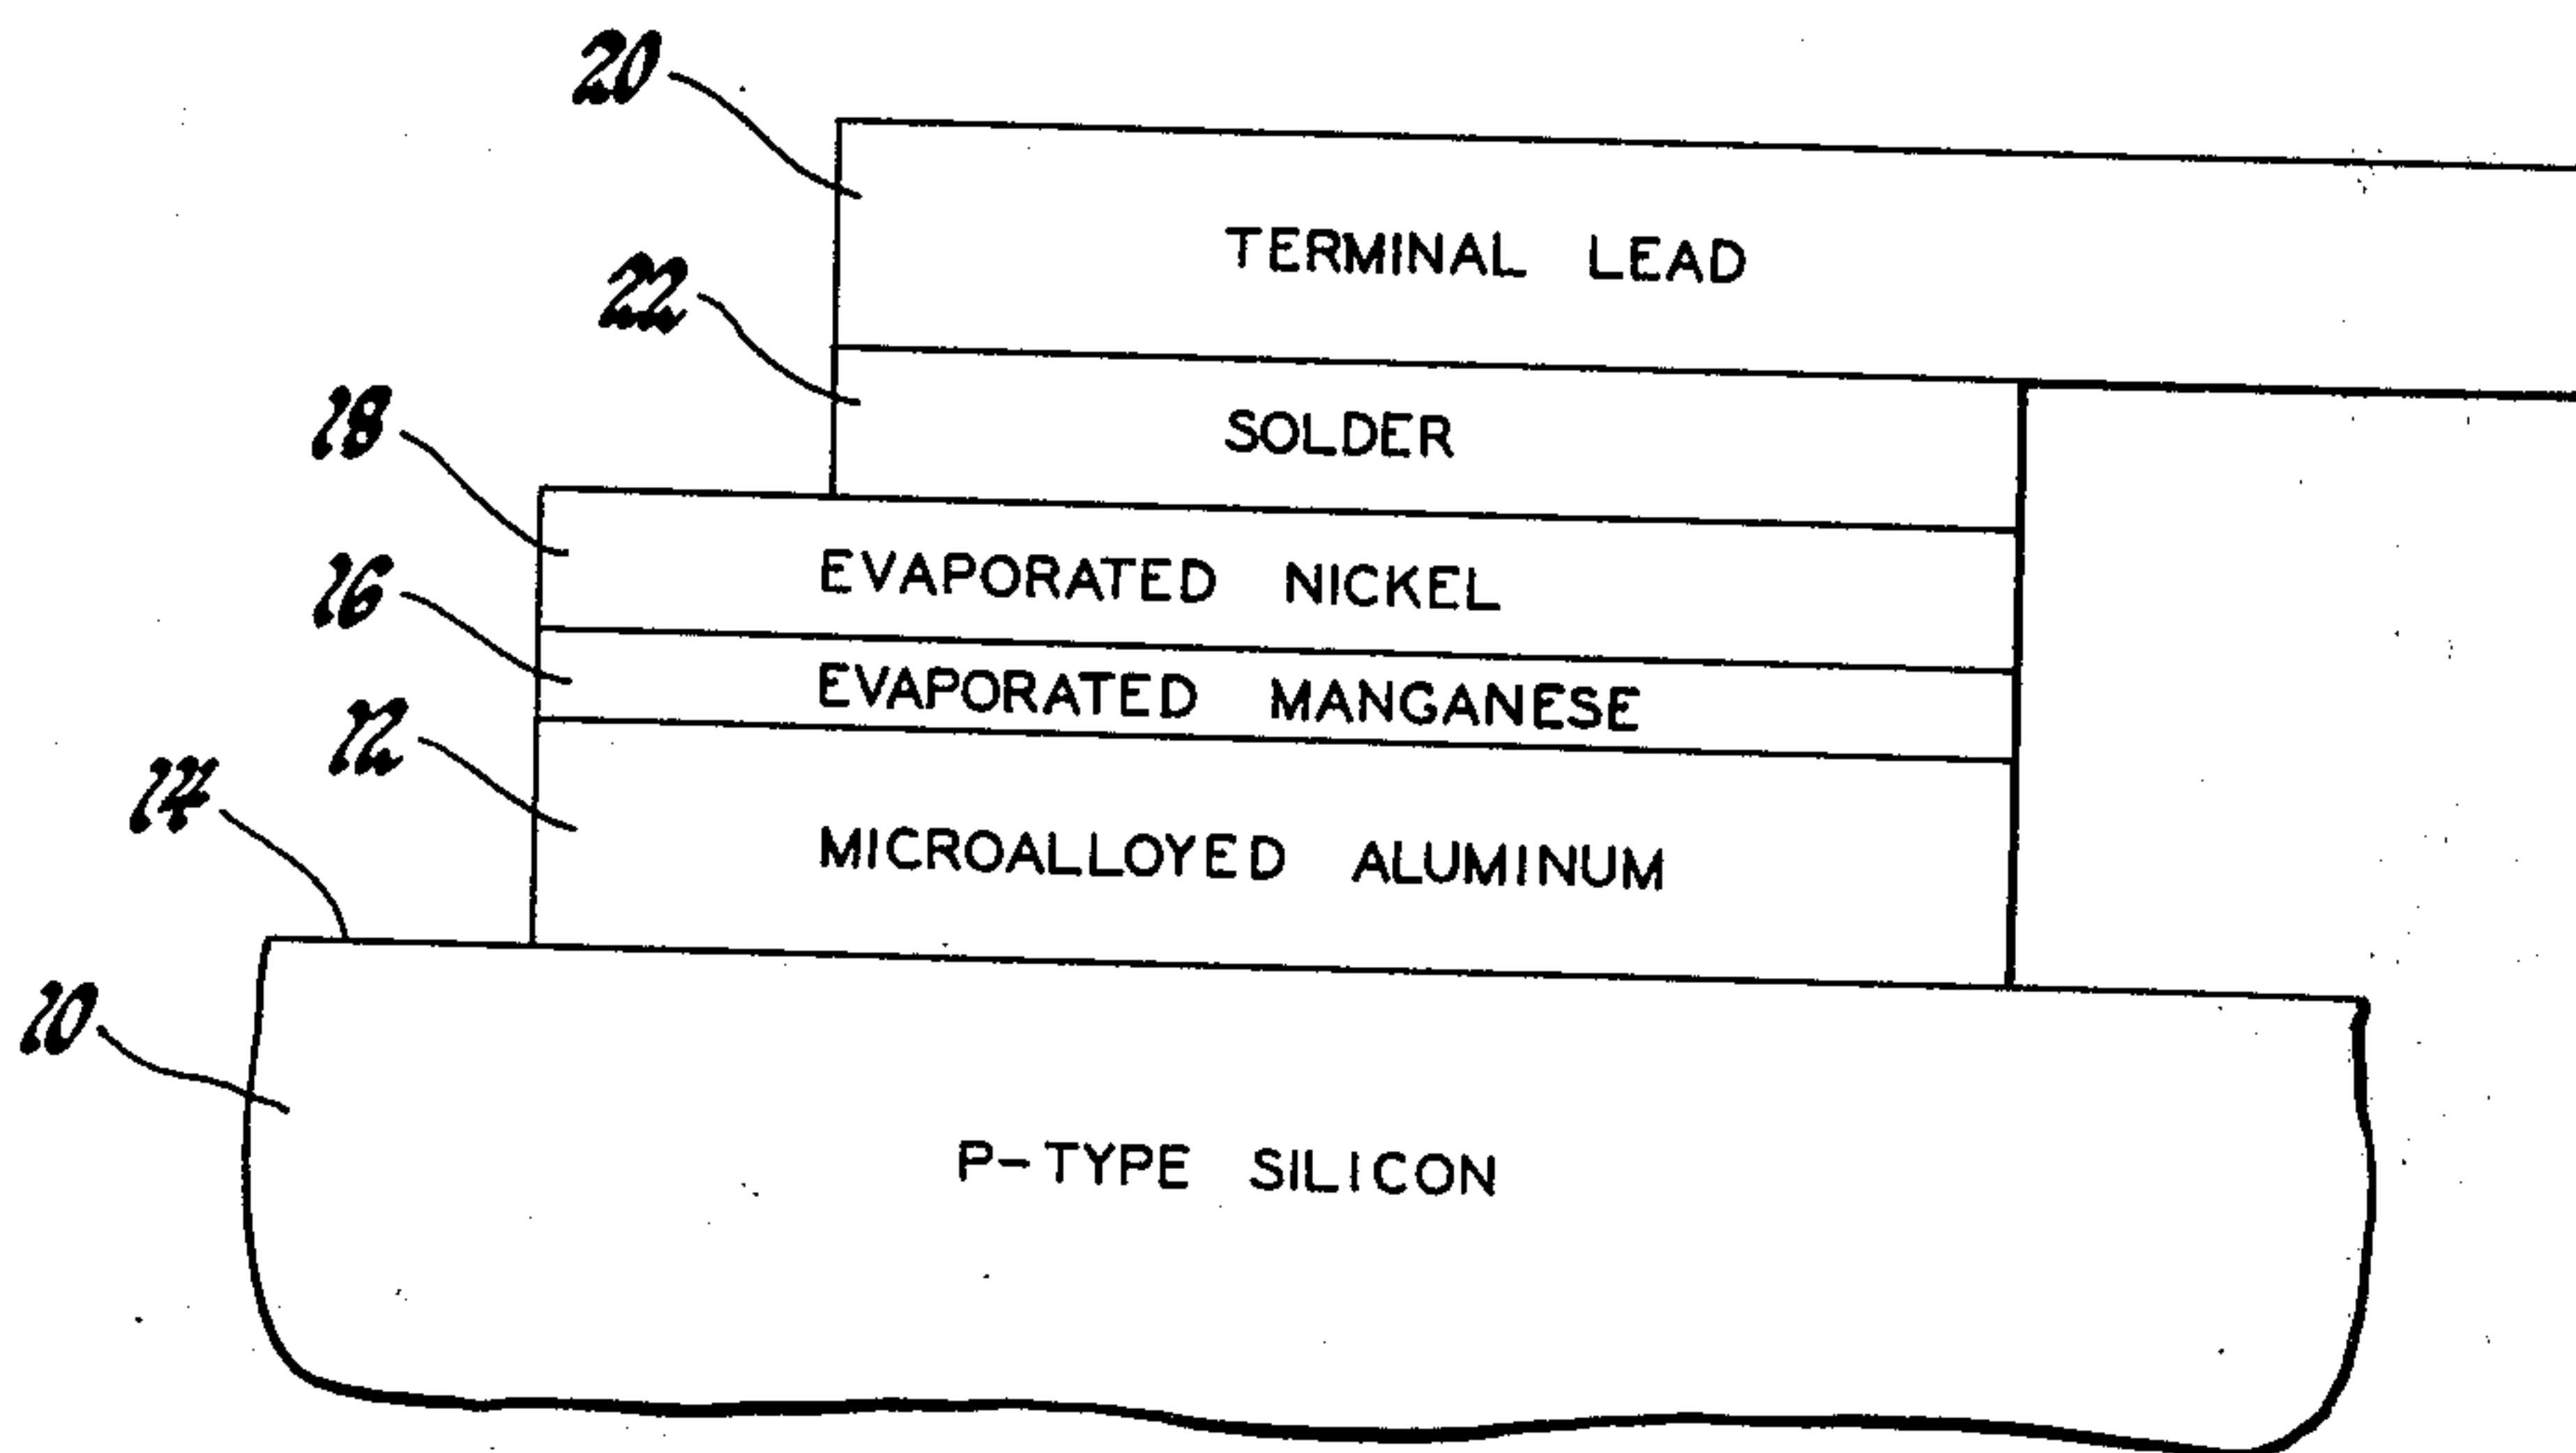 20
TERMINAL LEAD
22
SOLDER
18
EVAPORATED NICKEL
16
EVAPORATED MANGANESE
12
MICROALLOYED ALUMINUM
14
10
P-TYPE SILICON